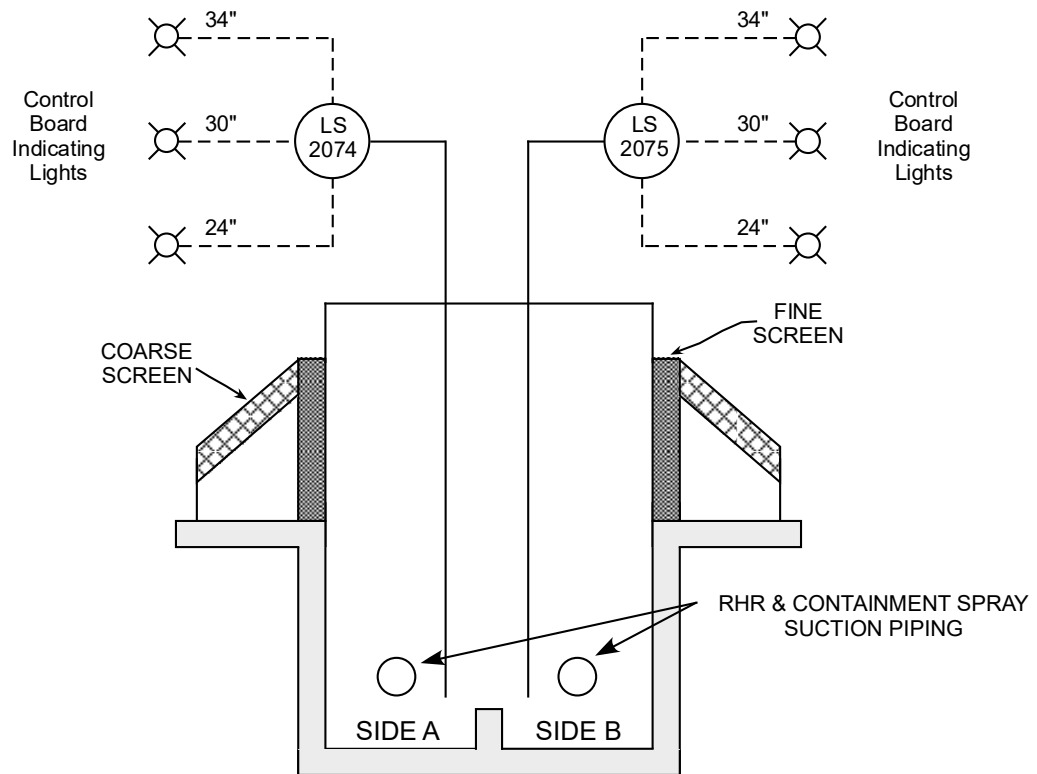 34"
34"
Control
Board
Indicating
Lights
LS
2074
30"
LS
2075
30"
Control
Board
Indicating
Lights
24"
24"
COARSE
SCREEN
FINE
SCREEN
RHR & CONTAINMENT SPRAY
SUCTION PIPING
SIDE A
SIDE B